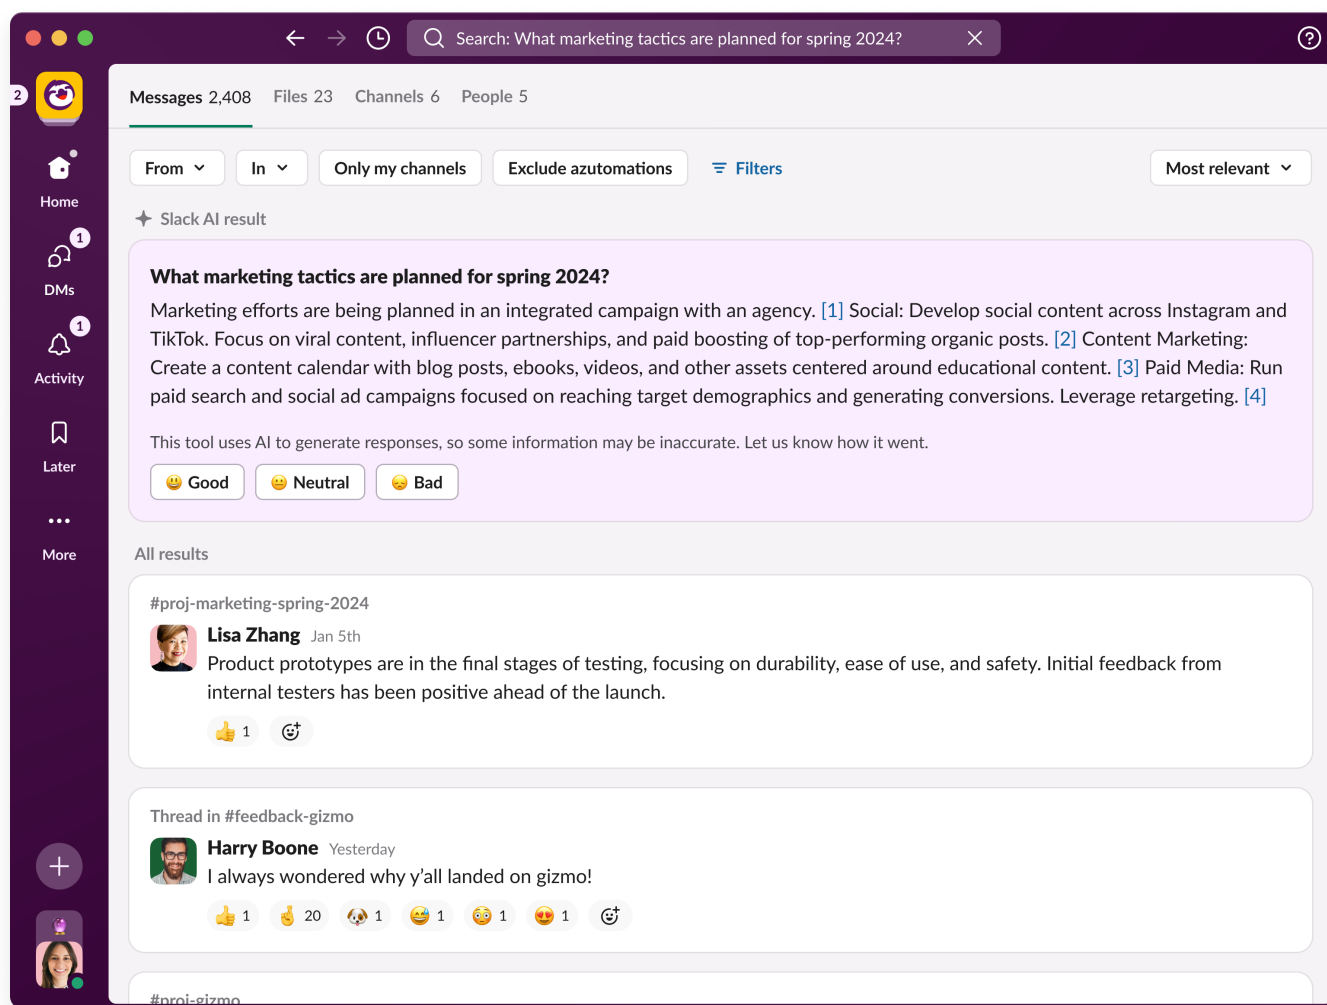 Search: What marketing tactics are planned for spring 2024?
2
Messages 2,408 Files 23 Channels 6 People 5
From In Only my channels Exclude azutomations Filters Most relevant
Home
Slack AI result
1
DMs
What marketing tactics are planned for spring 2024?
Marketing efforts are being planned in an integrated campaign with an agency. [1] Social: Develop social content across Instagram and
TikTok. Focus on viral content, influencer partnerships, and paid boosting of top-performing organic posts. [2] Content Marketing:
Create a content calendar with blog posts, ebooks, videos, and other assets centered around educational content. [3] Paid Media: Run
paid search and social ad campaigns focused on reaching target demographics and generating conversions. Leverage retargeting. [4]
1
Activity
Later
More
This tool uses AI to generate responses, so some information may be inaccurate. Let us know how it went.
Good Neutral Bad
All results
#proj-marketing-spring-2024
Lisa Zhang Jan 5th
Product prototypes are in the final stages of testing, focusing on durability, ease of use, and safety. Initial feedback from
internal testers has been positive ahead of the launch.
1
Thread in #feedback-gizmo
Harry Boone Yesterday
I always wondered why y'all landed on gizmo!
1 20 1 1 1 1
#proj-gizmo